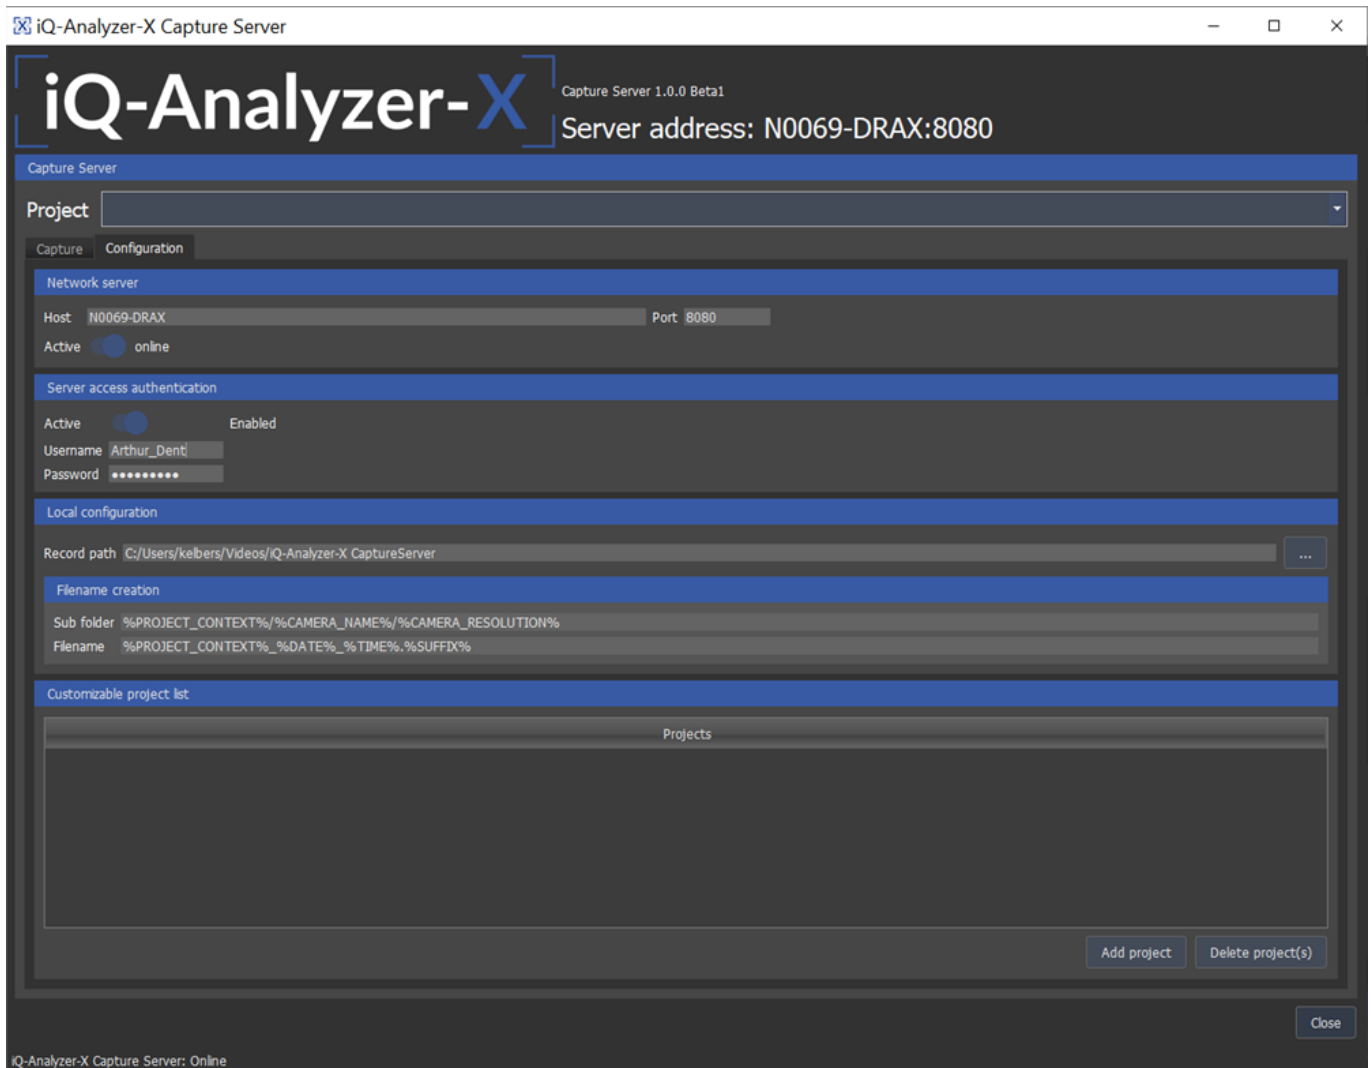 iQ-Analyzer-X Capture Server
iQ-Analyzer-X
Capture Server 1.0.0 Beta1
Server address: N0069-DRAX:8080
Capture Server
Project
Capture Configuration
Network server
Host N0069-DRAX Port 8080
Active online
Server access authentication
Active Enabled
Username Arthur_Dent
Password •••••••••
Local configuration
Record path C:/Users/kelbers/Videos/iQ-Analyzer-X CaptureServer ...
Filename creation
Sub folder %PROJECT_CONTEXT%/%CAMERA_NAME%/%CAMERA_RESOLUTION%
Filename %PROJECT_CONTEXT%_%DATE%_%TIME%.%SUFFIX%
Customizable project list
Projects
Add project Delete project(s)
Close
iQ-Analyzer-X Capture Server: Online